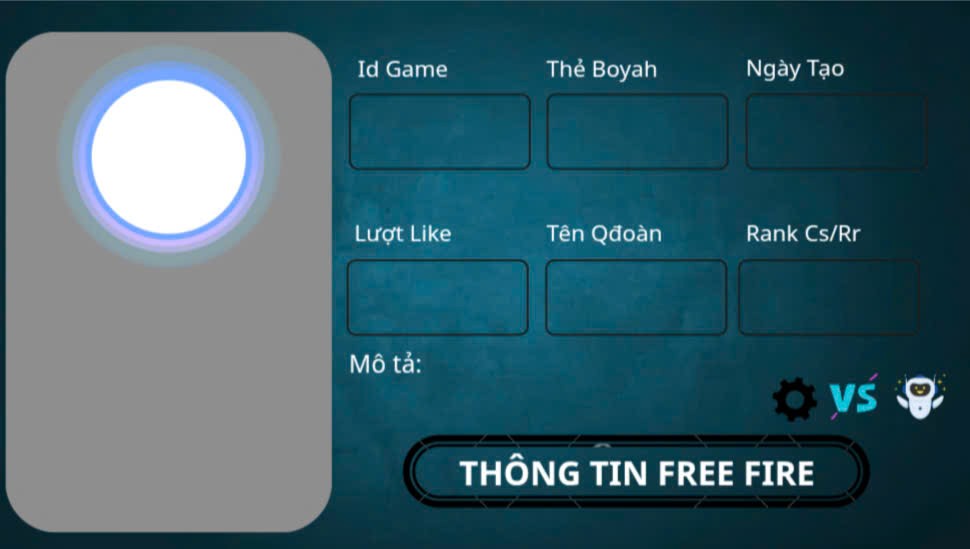 Id Game
Thẻ Boyah
Ngày Tạo
Lượt Like
Tên Qđoàn
Rank Cs/Rr
Mô tả:
VS
THÔNG TIN FREE FIRE